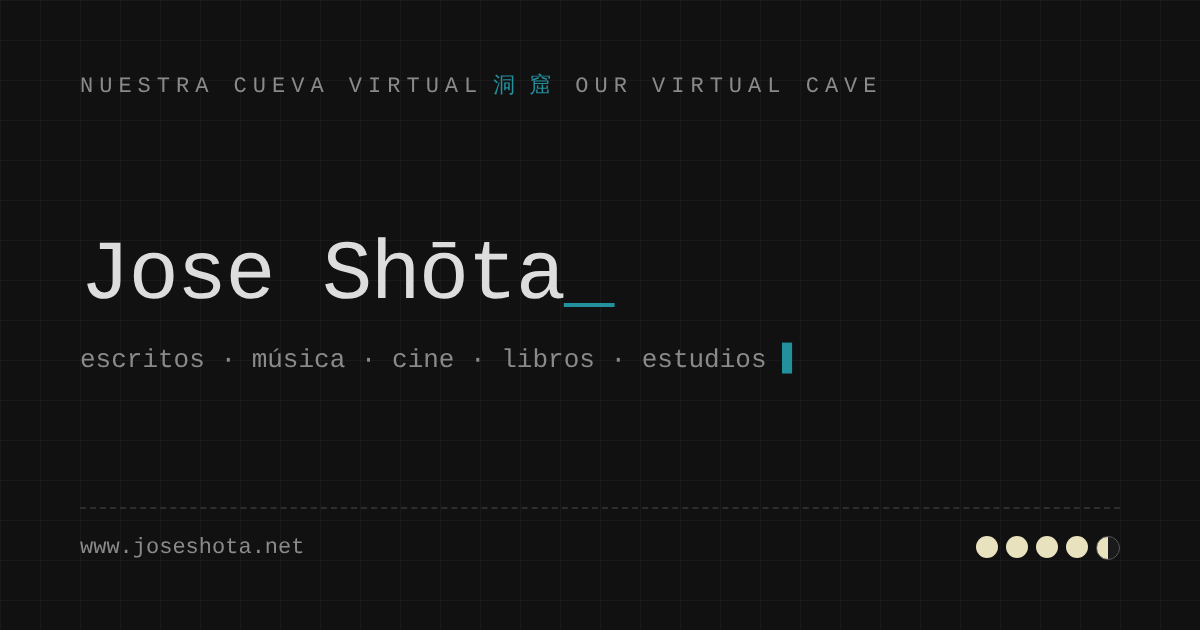 NUESTRA CUEVA VIRTUAL 洞窟 OUR VIRTUAL CAVE
Jose Shōta_
escritos · música · cine · libros · estudios
www.joseshota.net